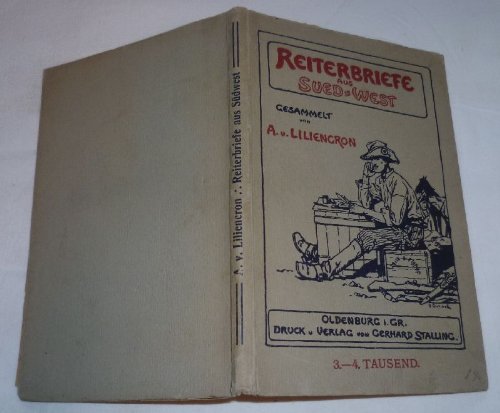 A. v. Liliencron ∴ Reiterbriefe aus Südwest
REITERBRIEFE
AUS
SUED-WEST
GESAMMELT
VON
A. v. LILIENCRON
OLDENBURG i. GR.
DRUCK u. VERLAG VON GERHARD STALLING.
3.—4. TAUSEND.